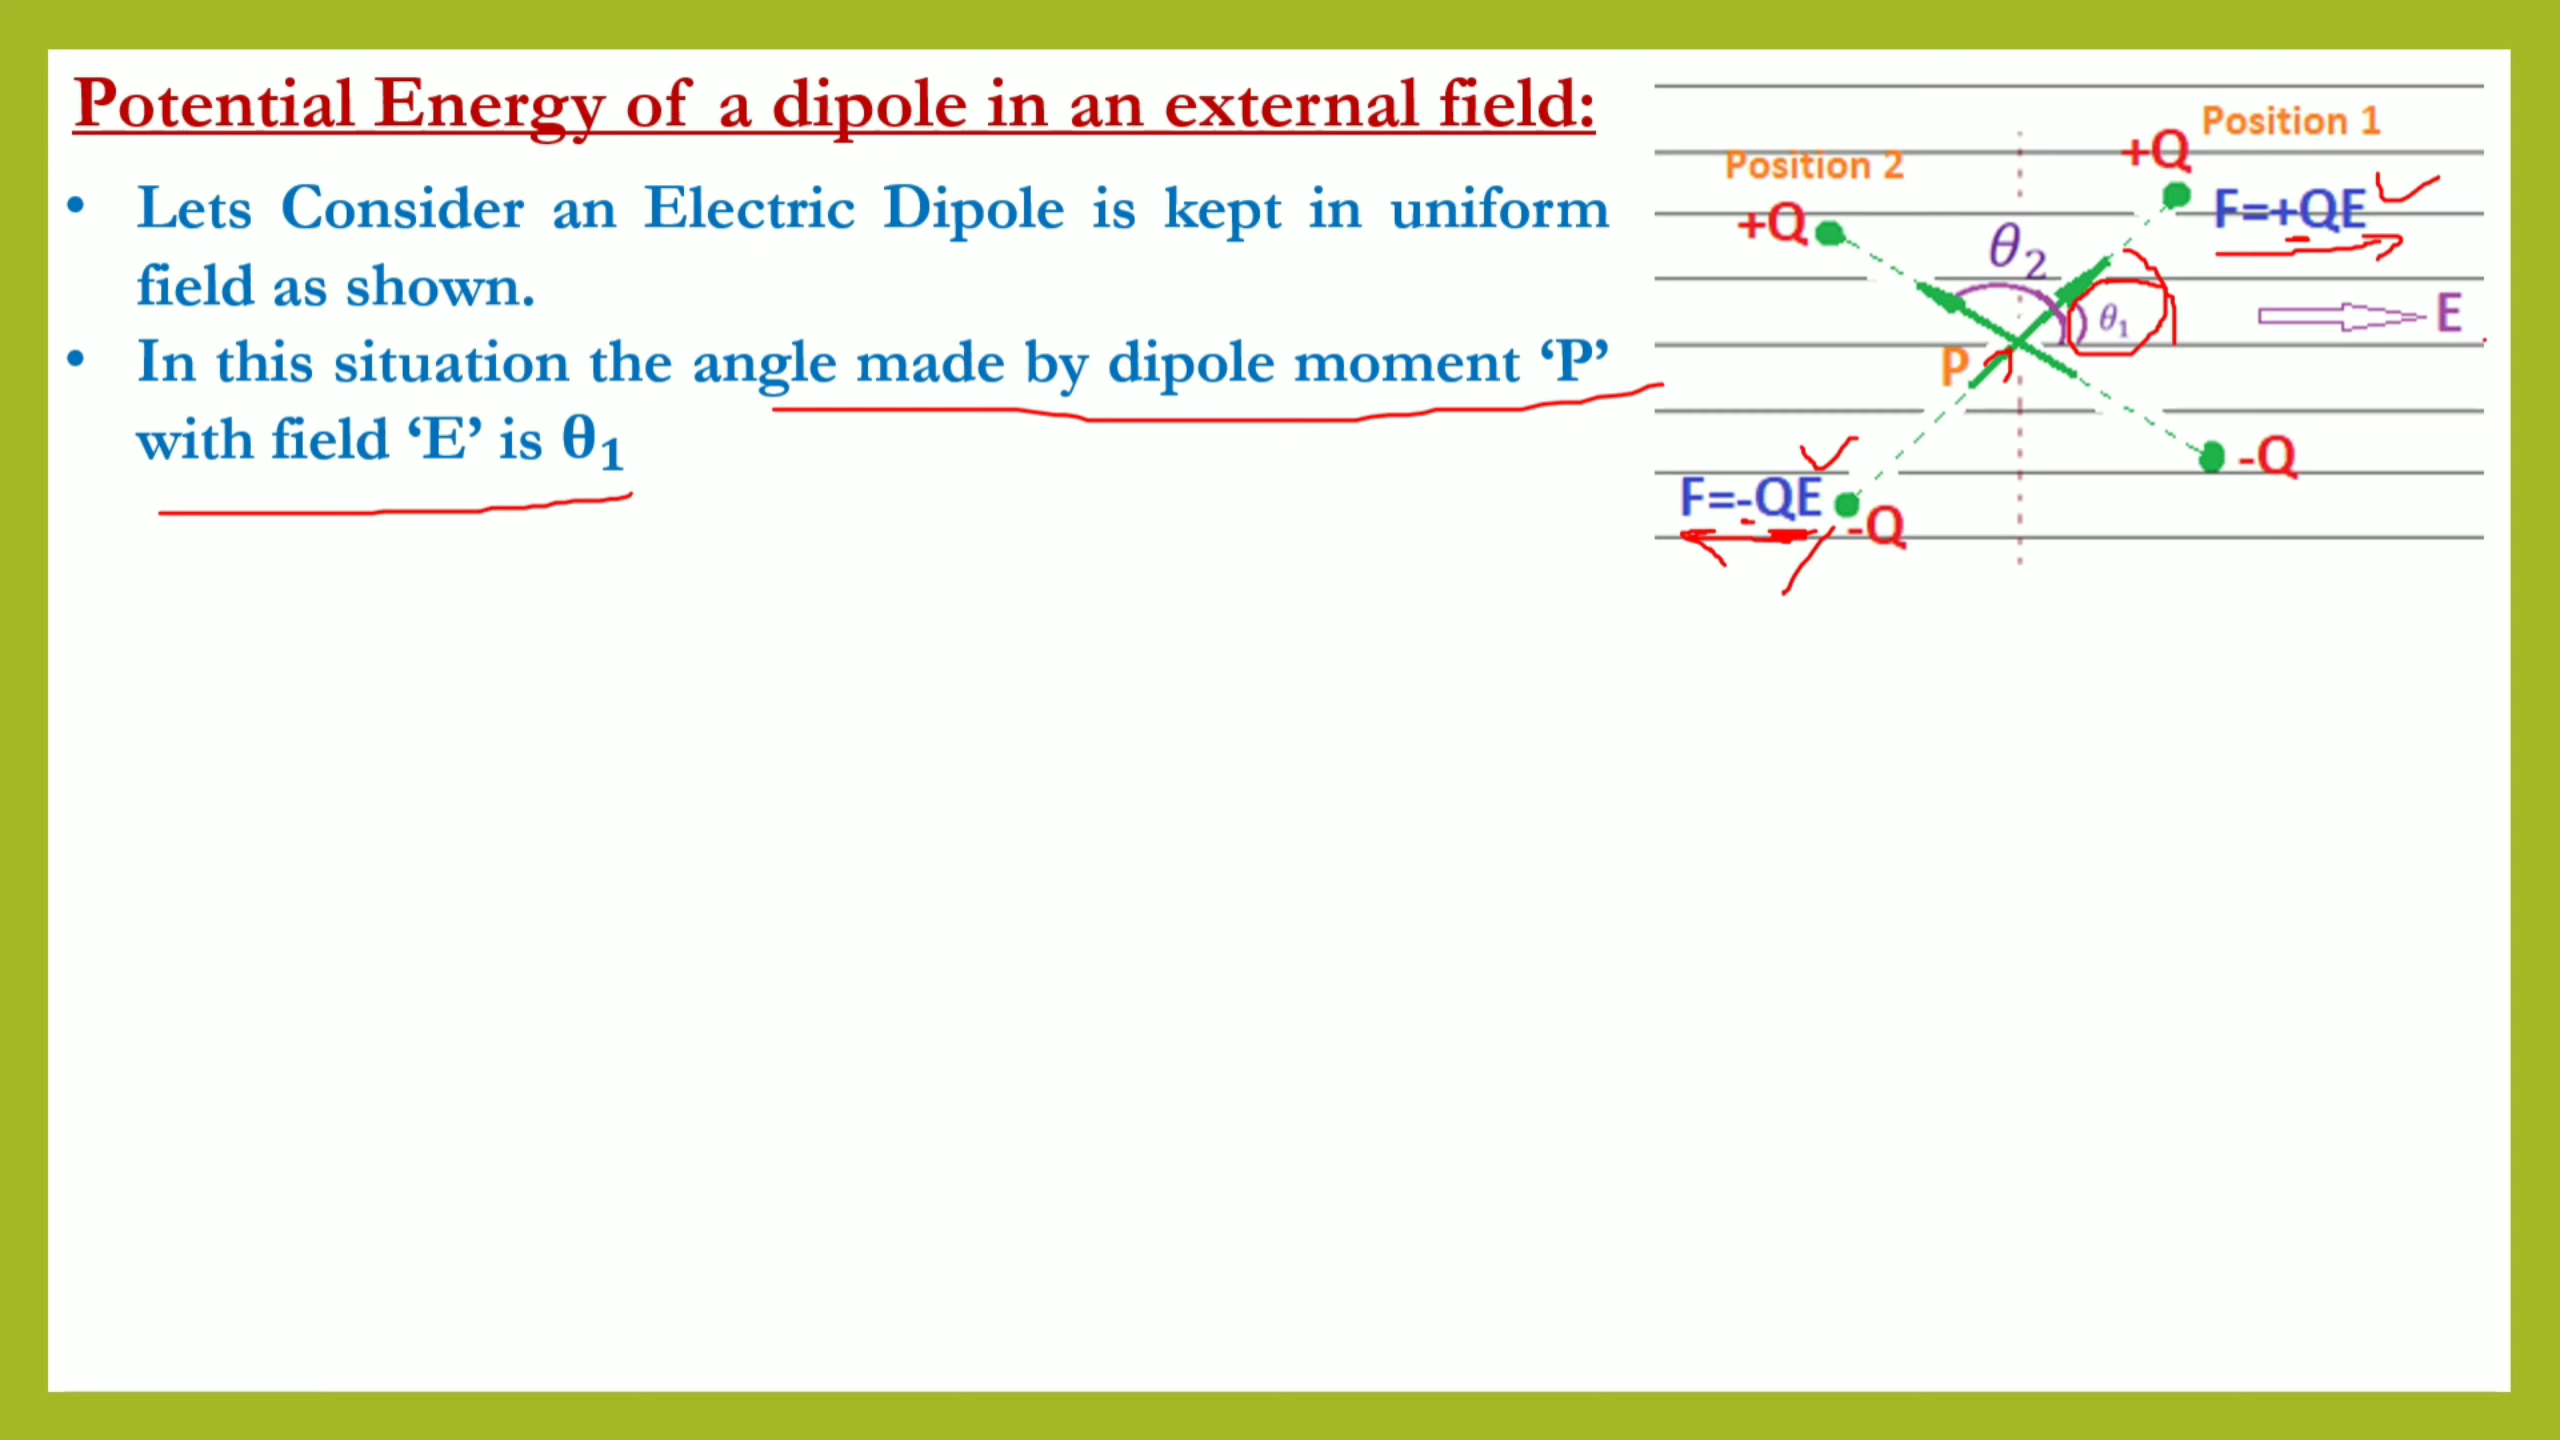 Potential Energy of a dipole in an external field:
• Lets Consider an Electric Dipole is kept in uniform
field as shown.
• In this situation the angle made by dipole moment ‘P’
with field ‘E’ is θ₁
Position 1
+Q
Position 2
F=+QE
+Q
θ₂
θ₁
E
P
-Q
F=-QE
-Q